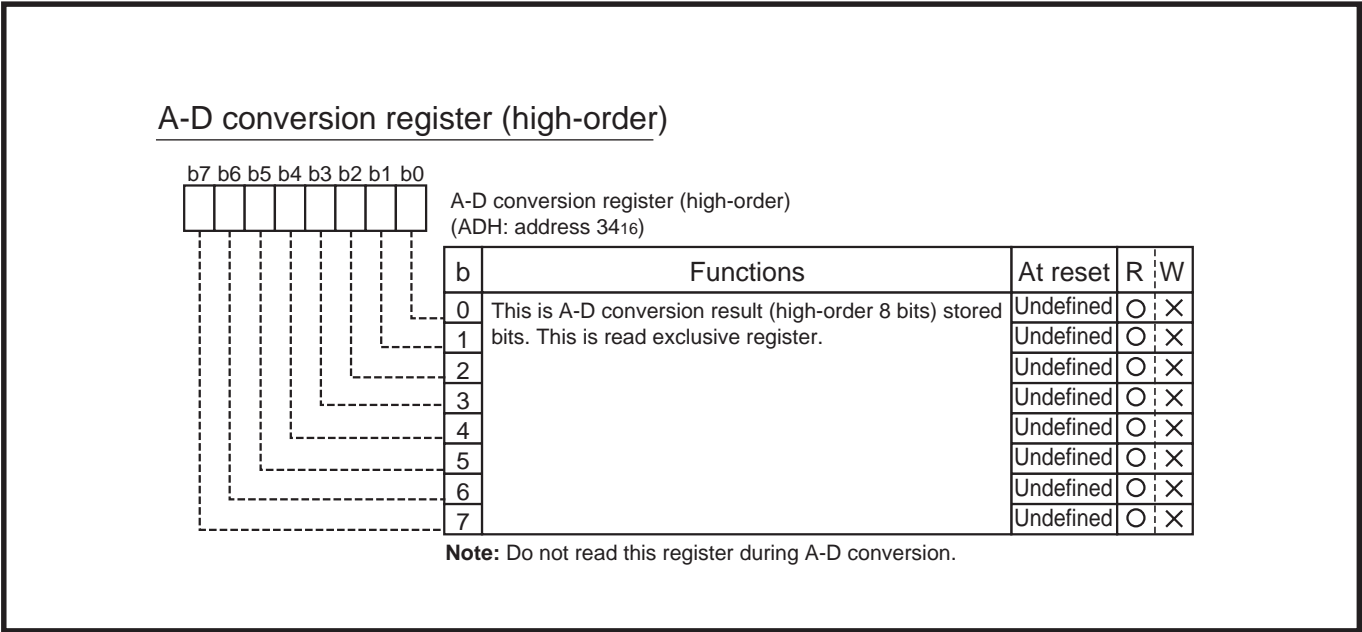 A-D conversion register (high-order)
b7 b6 b5 b4 b3 b2 b1 b0
A-D conversion register (high-order)
(ADH: address 3416)
b Functions At reset R W
0 This is A-D conversion result (high-order 8 bits) stored Undefined O X
1 bits. This is read exclusive register. Undefined O X
2 Undefined O X
3 Undefined O X
4 Undefined O X
5 Undefined O X
6 Undefined O X
7 Undefined O X
Note: Do not read this register during A-D conversion.